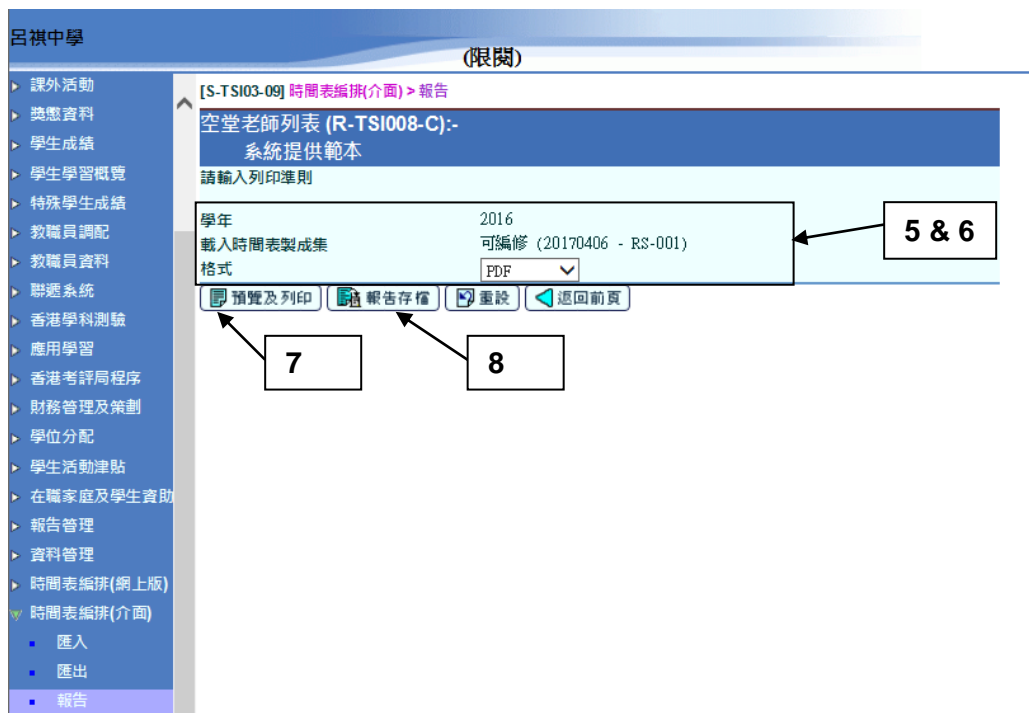 呂祺中學
(限閱)
課外活動
獎懲資料
學生成績
學生學習概覽
特殊學生成績
教職員調配
教職員資料
聯遞系统
香港學科測驗
應用學習
香港考評局程序
財務管理及策劃
學位分配
學生活動津貼
在職家庭及學生資助
報告管理
資料管理
時間表編排(網上版)
時間表編排(介面)
匯入
匯出
報告
[S-TSI03-09] 時間表編排(介面) > 報告
空堂老師列表 (R-TSI008-C):-
系統提供範本
請輸入列印準則
學年 2016
載入時間表製成集 可編修 (20170406 - RS-001)
格式 PDF
5 & 6
預覽及列印 報告存檔 重設 返回前頁
7 8